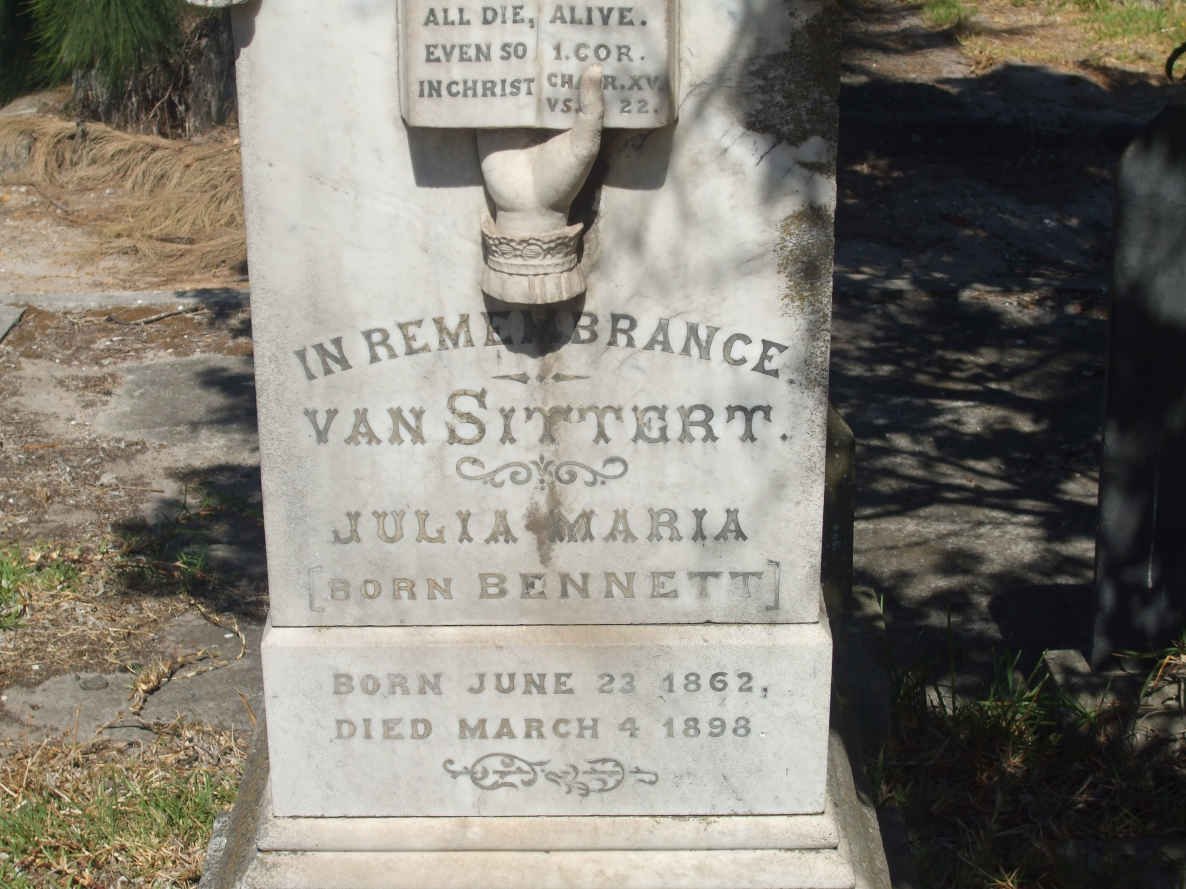 ALL DIE,
EVEN SO
IN CHRIST
ALIVE.
1.COR.
XV.
VS. 22.
IN REMEMBRANCE.
VAN SITTERT.
JULIA MARIA
[BORN BENNETT]
BORN JUNE 23 1862,
DIED MARCH 4 1898.